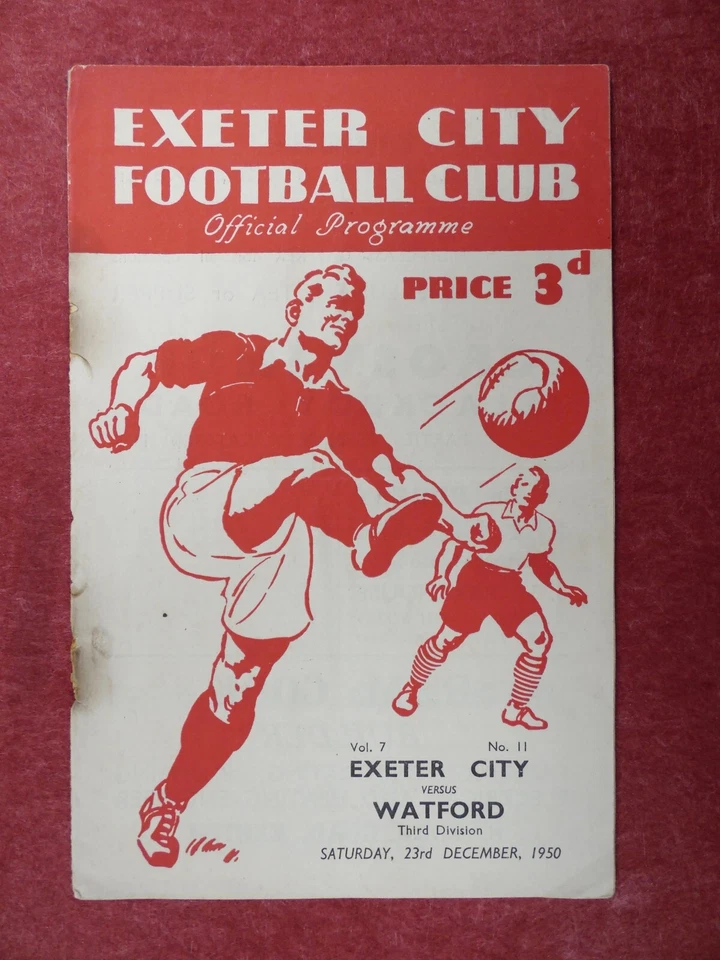 EXETER CITY
FOOTBALL CLUB
Official Programme
PRICE 3d
Vol. 7 No. 11
EXETER CITY
VERSUS
WATFORD
Third Division
SATURDAY, 23rd DECEMBER, 1950